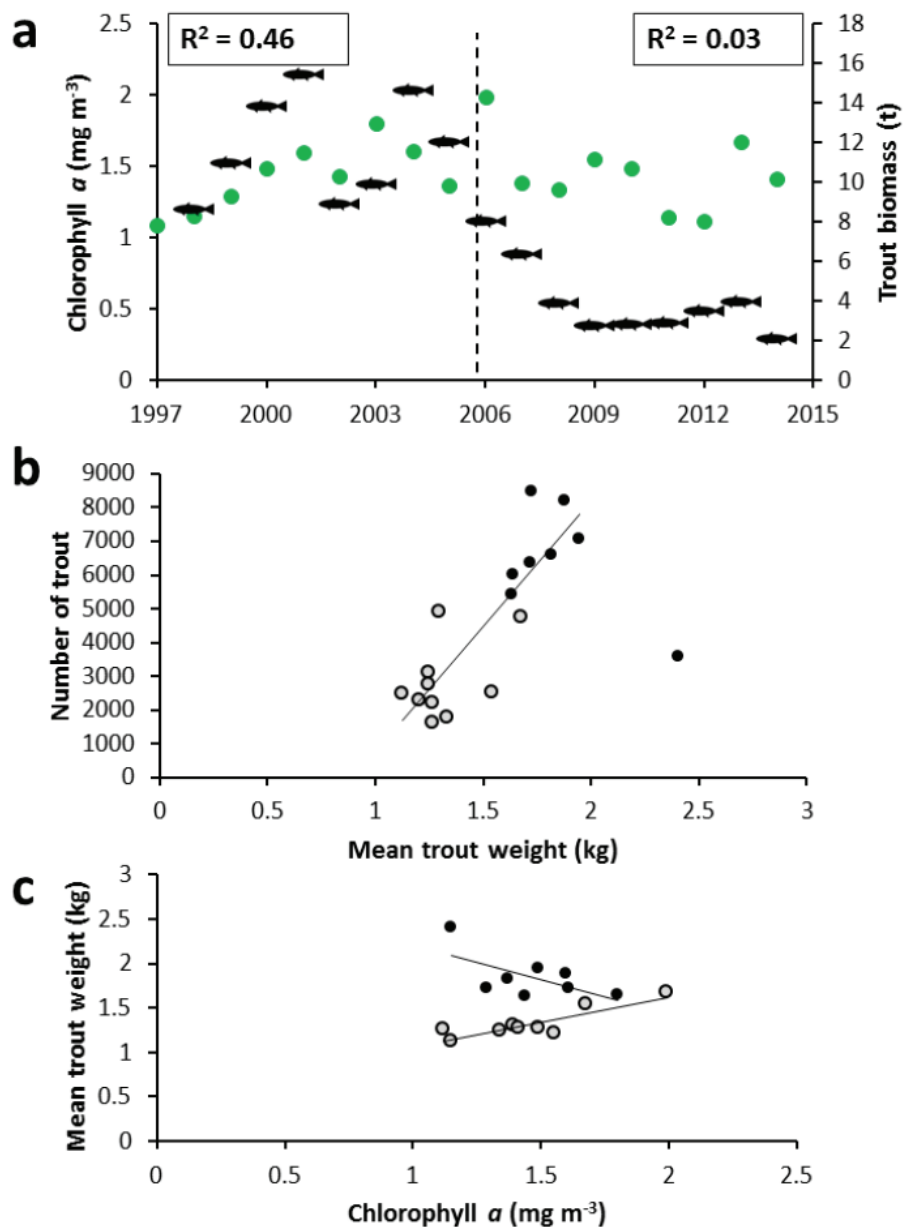 a
R² = 0.46
R² = 0.03
Chlorophyll a (mg m⁻³)
2.5
2
1.5
1
0.5
0
Trout biomass (t)
18
16
14
12
10
8
6
4
2
0
1997 2000 2003 2006 2009 2012 2015
b
Number of trout
9000
8000
7000
6000
5000
4000
3000
2000
1000
0
0 0.5 1 1.5 2 2.5 3
Mean trout weight (kg)
c
Mean trout weight (kg)
3
2.5
2
1.5
1
0.5
0
0 0.5 1 1.5 2 2.5
Chlorophyll a (mg m⁻³)